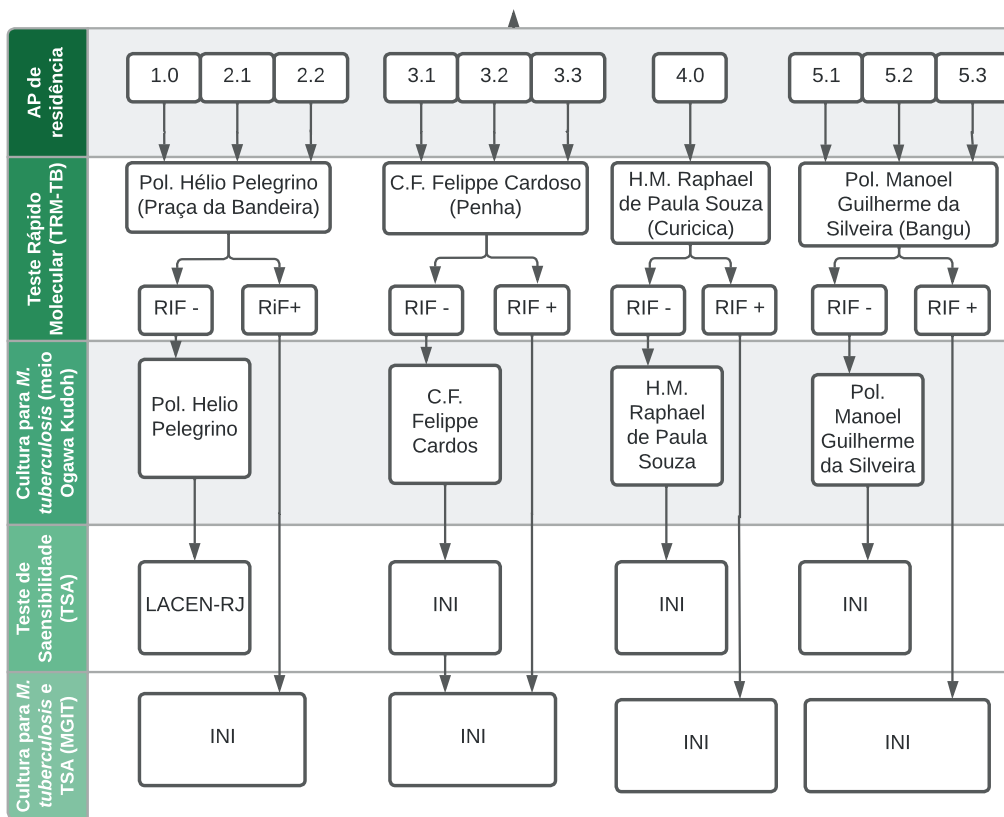 AP de
residência
1.0
2.1
2.2
3.1
3.2
3.3
4.0
5.1
5.2
5.3
Teste Rápido
Molecular (TRM-TB)
Pol. Hélio Pelegrino
(Praça da Bandeira)
C.F. Felippe Cardoso
(Penha)
H.M. Raphael
de Paula Souza
(Curicica)
Pol. Manoel
Guilherme da
Silveira (Bangu)
RIF -
RiF+
RIF -
RIF +
RIF -
RIF +
RIF -
RIF +
Cultura para M.
tuberculosis (meio
Ogawa Kudoh)
Pol. Helio
Pelegrino
C.F.
Felippe
Cardos
H.M.
Raphael
de Paula
Souza
Pol.
Manoel
Guilherme
da Silveira
Teste de
Saensibilidade
(TSA)
LACEN-RJ
INI
INI
INI
Cultura para M.
tuberculosis e
TSA (MGIT)
INI
INI
INI
INI